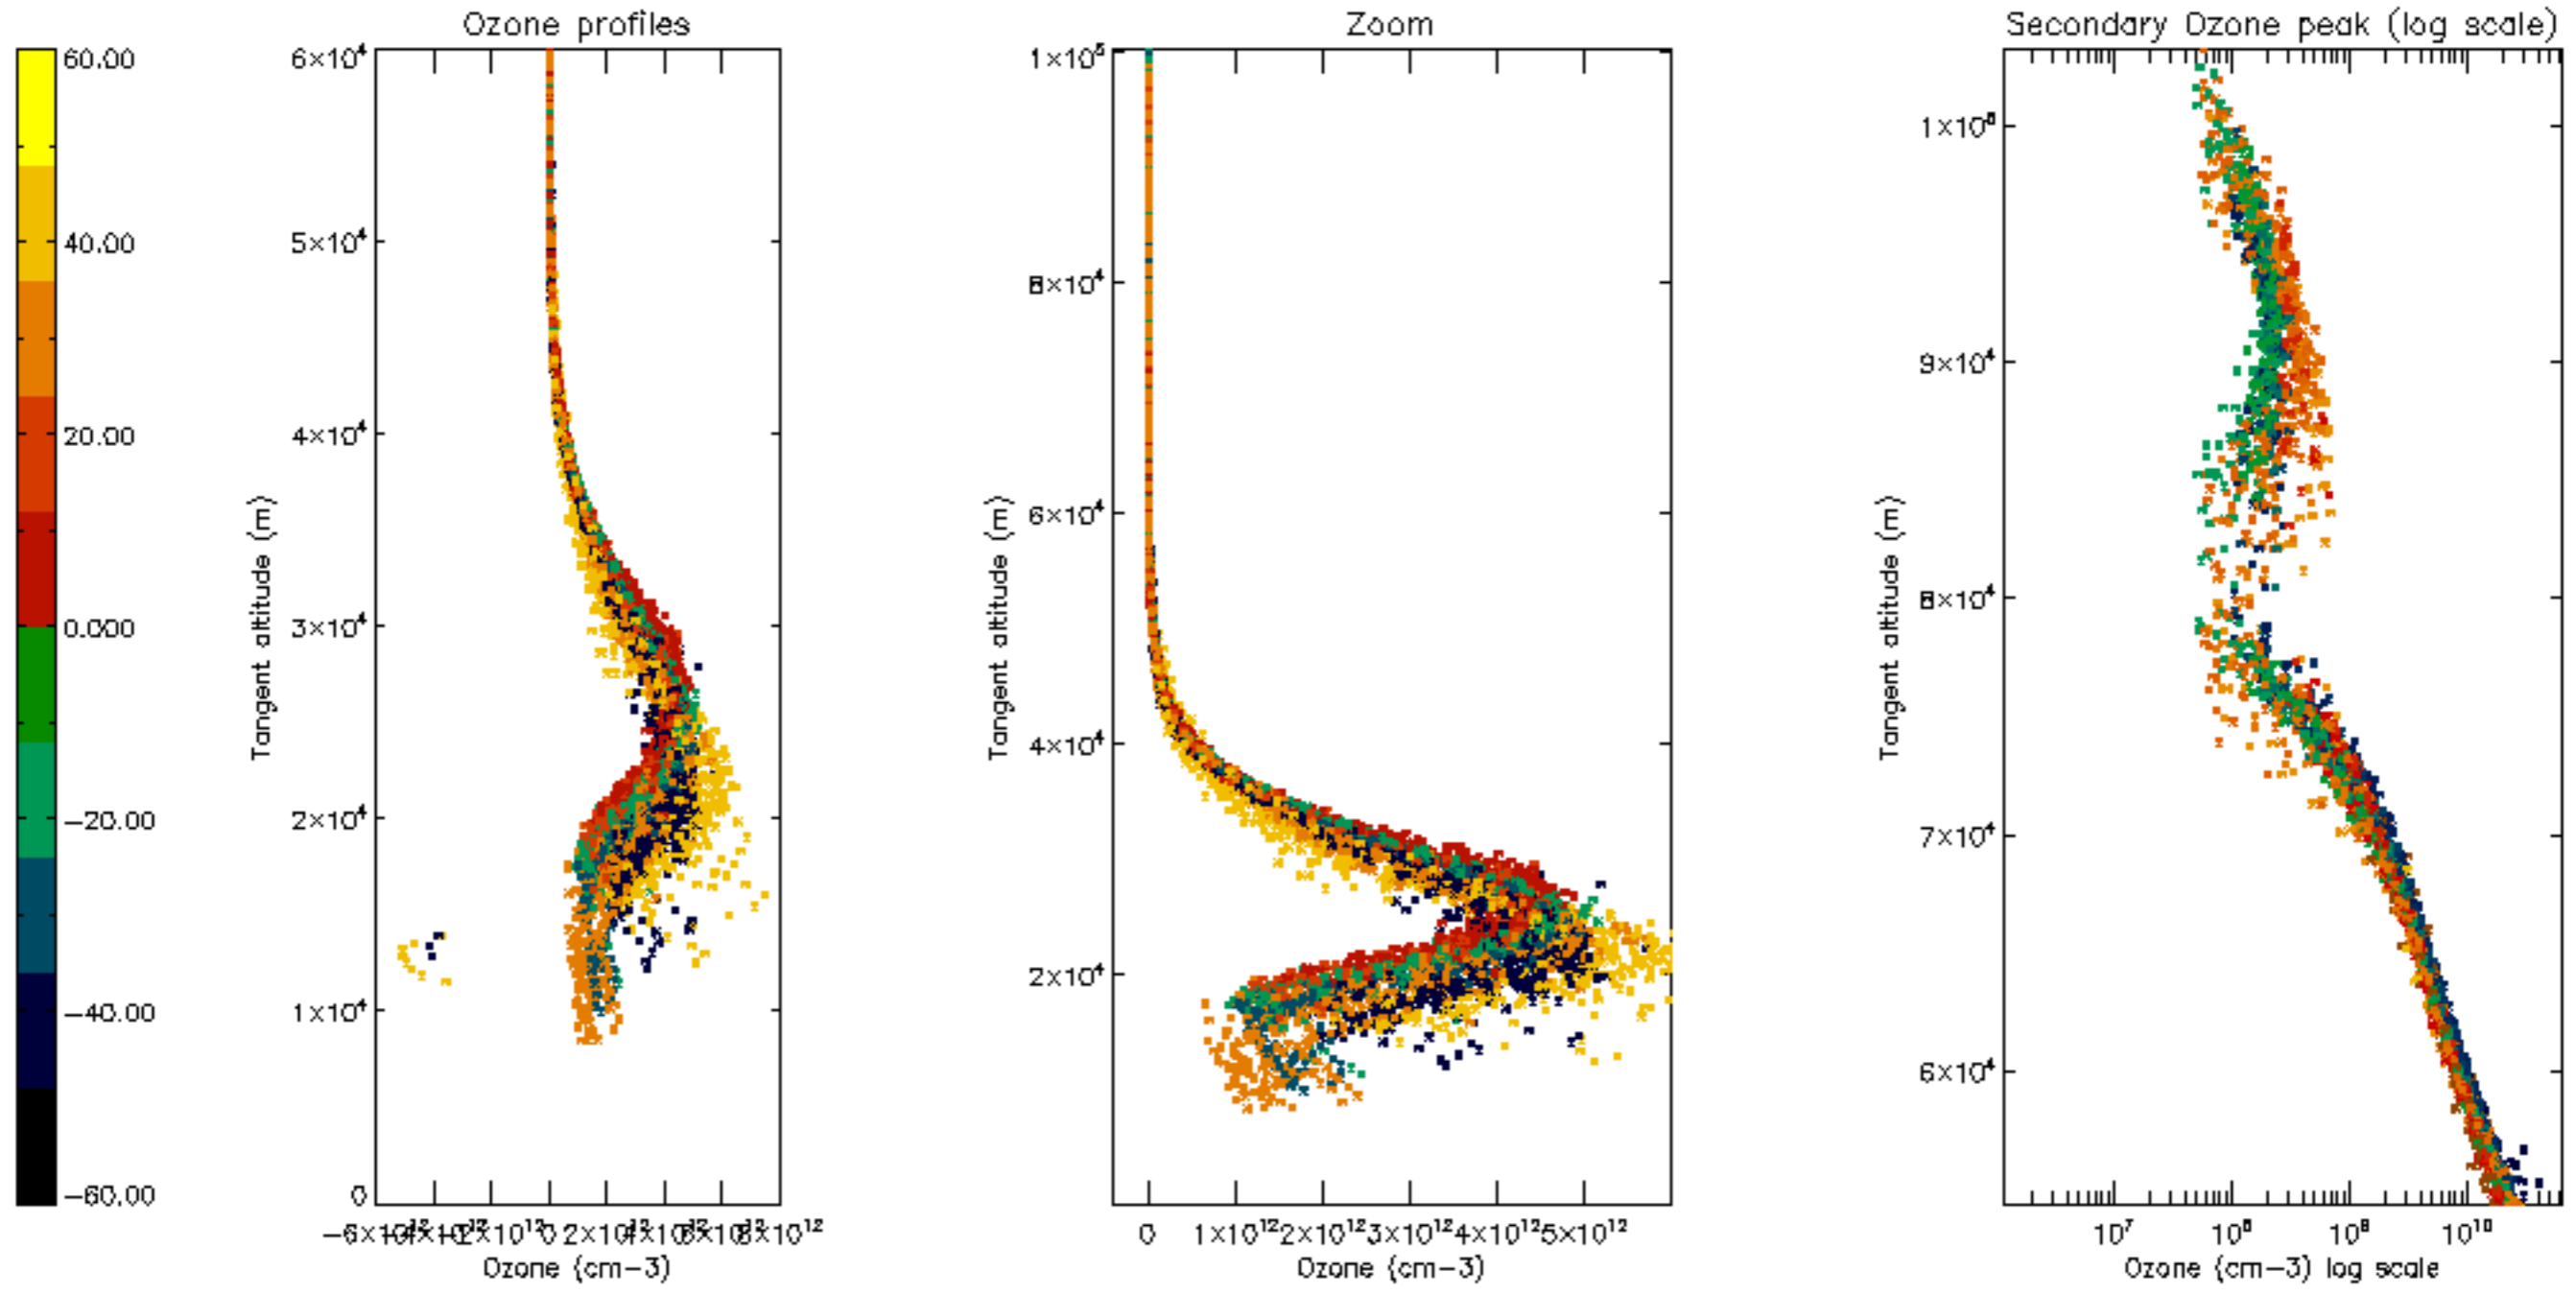 Ozone profiles
Zoom
Secondary Ozone peak (log scale)
60.00
40.00
20.00
0.000
−20.00
−40.00
−60.00
Tangent altitude (m)
6×10⁴
5×10⁴
4×10⁴
3×10⁴
2×10⁴
1×10⁴
0
Ozone (cm−3)
Tangent altitude (m)
1×10⁵
8×10⁴
6×10⁴
4×10⁴
2×10⁴
0 1×10¹² 2×10¹² 3×10¹² 4×10¹² 5×10¹²
Ozone (cm−3)
Tangent altitude (m)
1×10⁵
9×10⁴
8×10⁴
7×10⁴
6×10⁴
10⁷ 10⁸ 10⁹ 10¹⁰
Ozone (cm−3) log scale